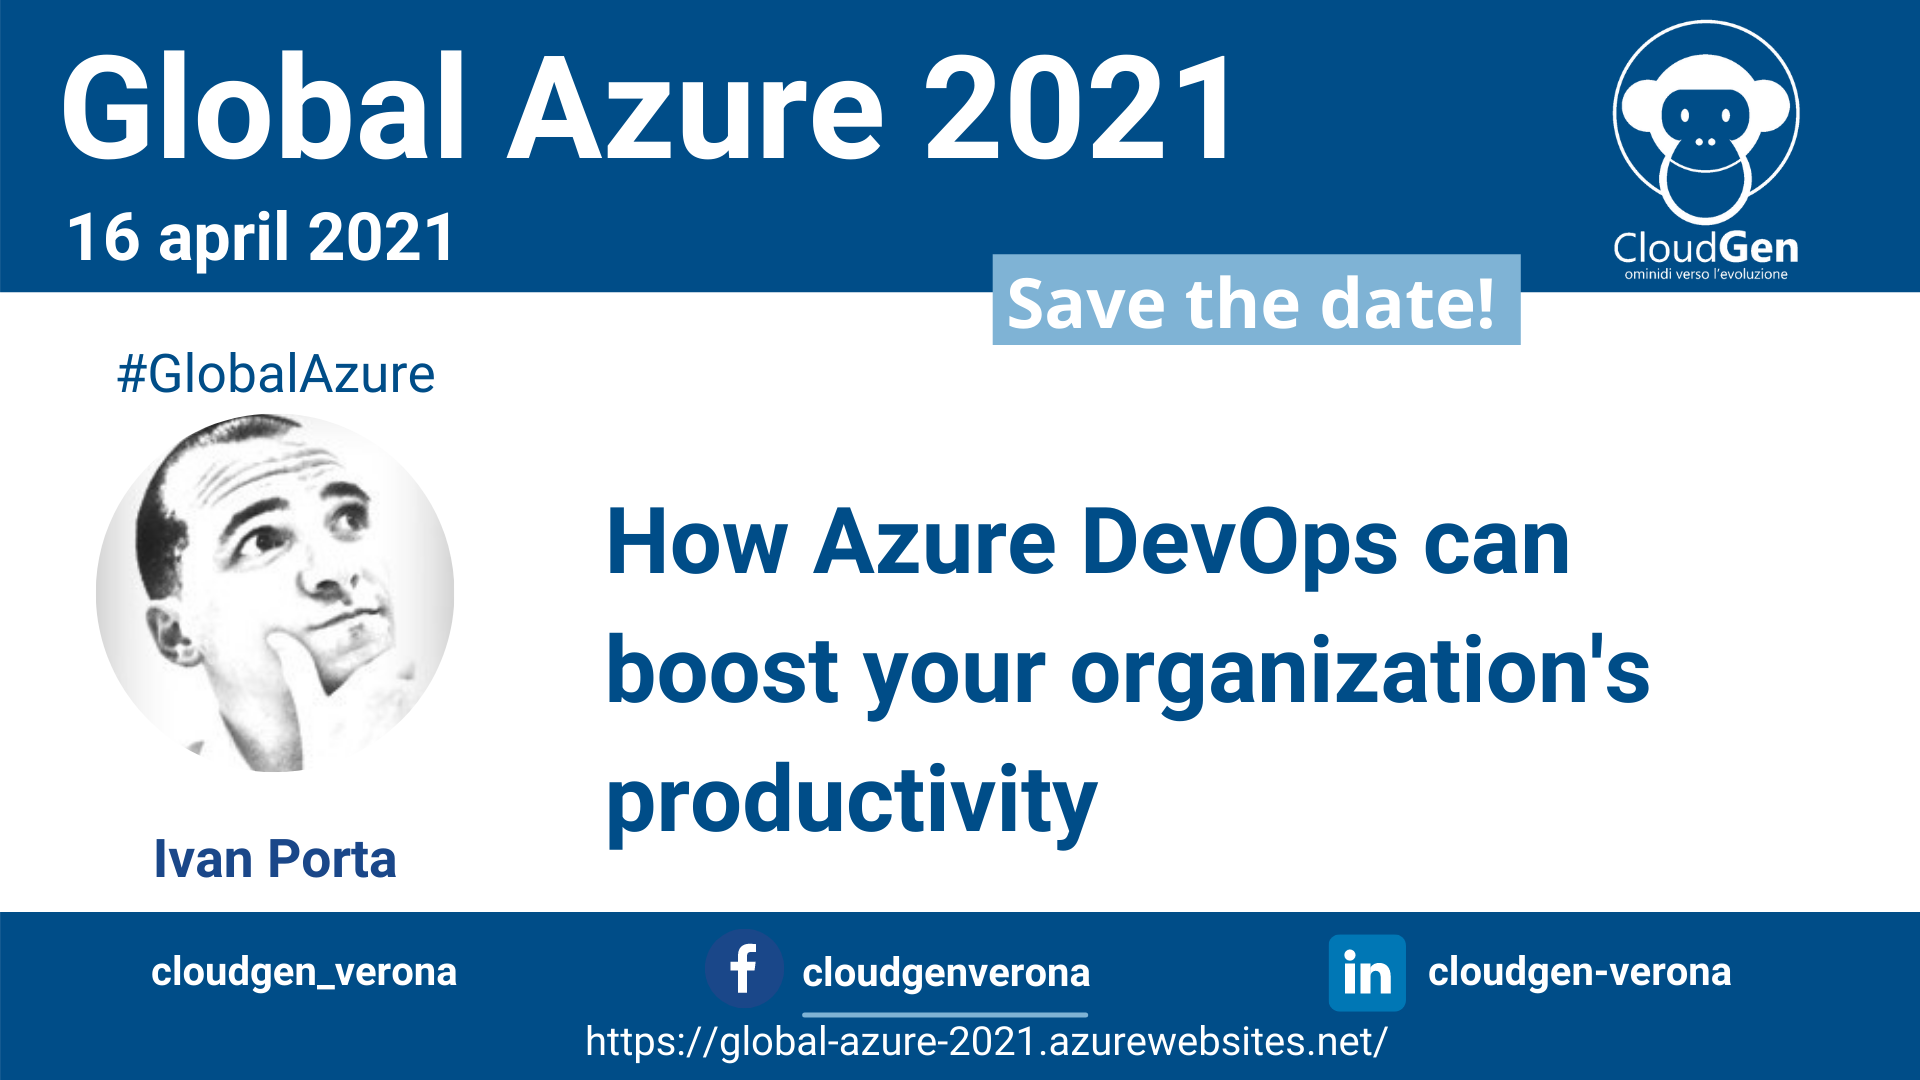 Global Azure 2021
16 april 2021
CloudGen
ominidi verso l'evoluzione
Save the date!
#GlobalAzure
How Azure DevOps can
boost your organization's
productivity
Ivan Porta
cloudgen_verona
f cloudgenverona
in cloudgen-verona
https://global-azure-2021.azurewebsites.net/